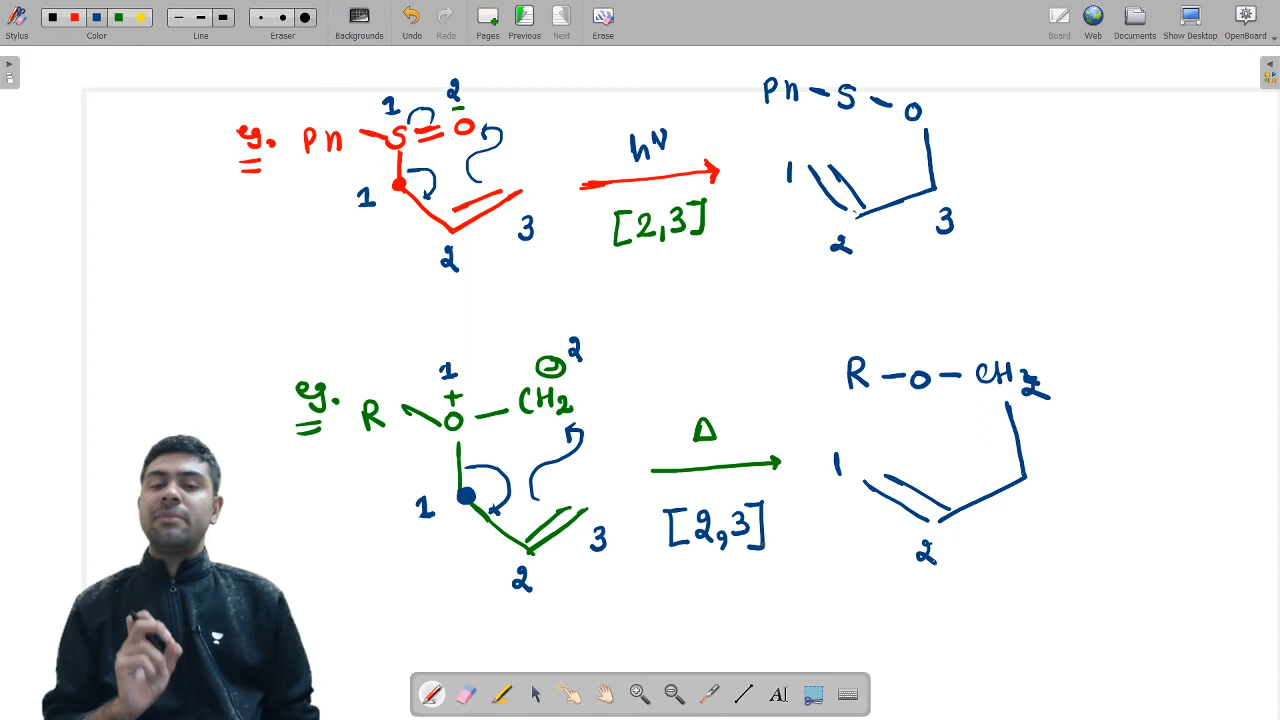 Stylus Color Line Eraser Backgrounds Undo Redo Pages Previous Next Erase Board Web Documents Show Desktop OpenBoard
eg. Ph - S = O
1 2
1 2 3
hν
[2,3]
Ph - S - O
1 2 3
eg. R - O - CH2
1 + ⊖ 2
1 2 3
Δ
[2,3]
R - O - CH2
1 2
AI